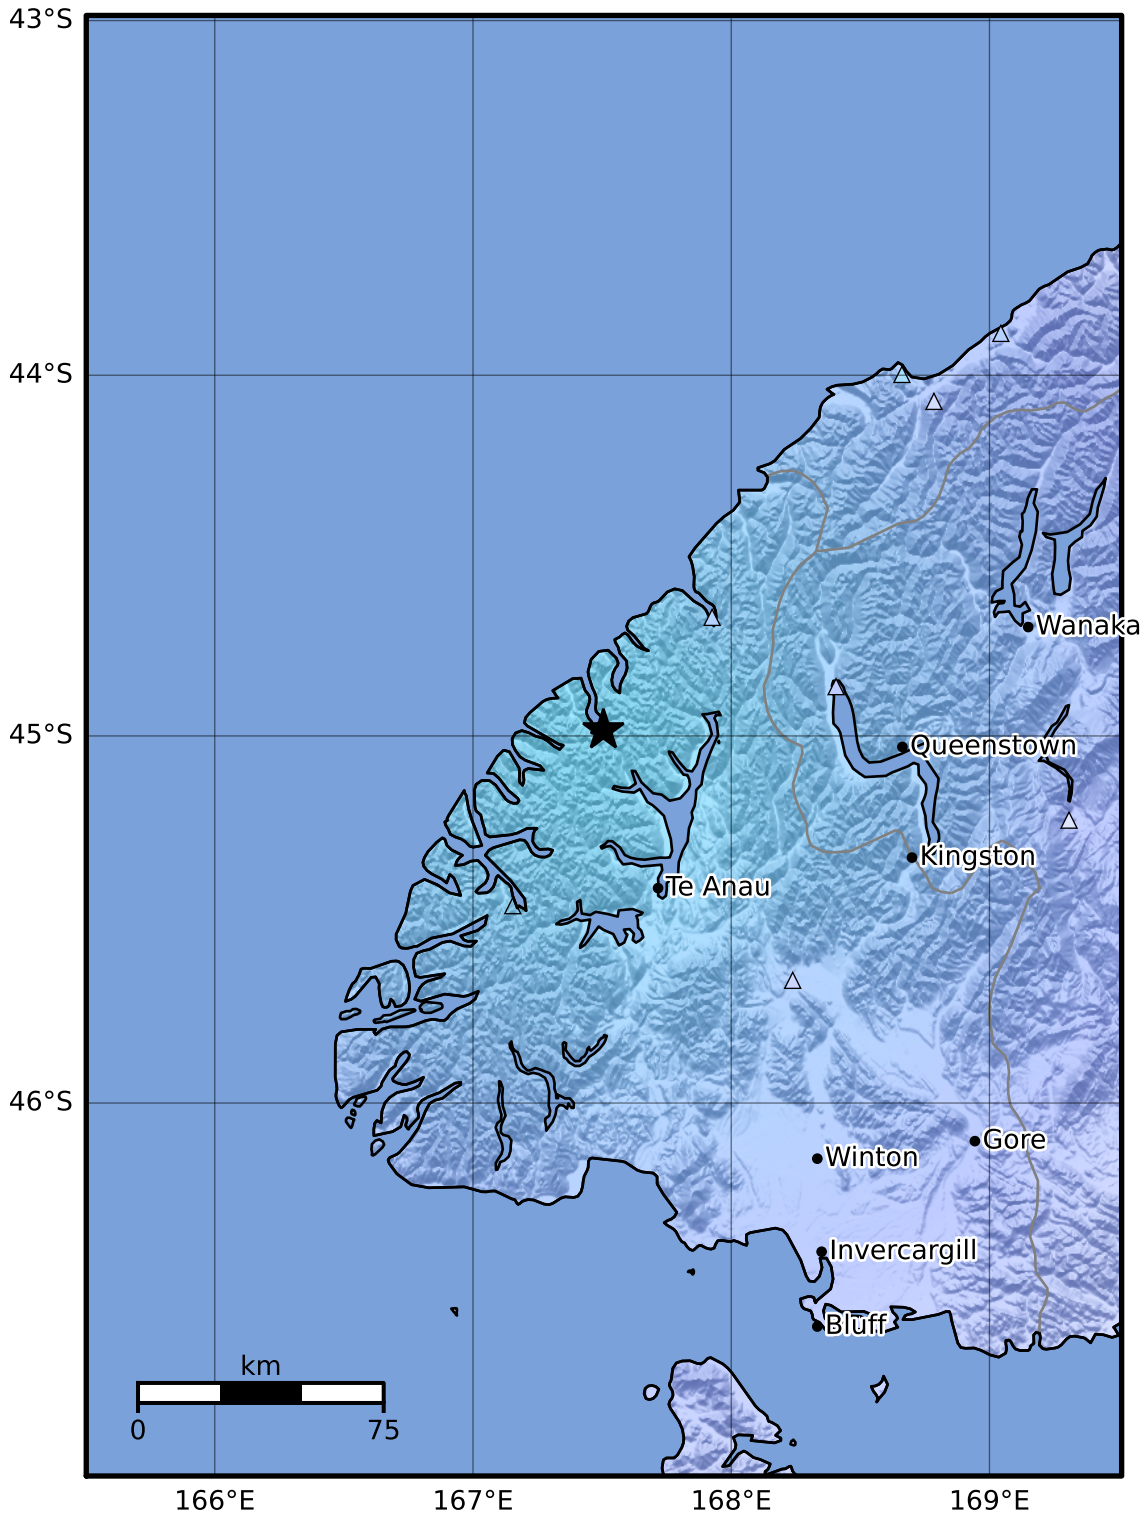 43°S
44°S
Wanaka
45°S
Queenstown
Kingston
Te Anau
46°S
Gore
Winton
Invercargill
Bluff
km
0 75
166°E 167°E 168°E 169°E